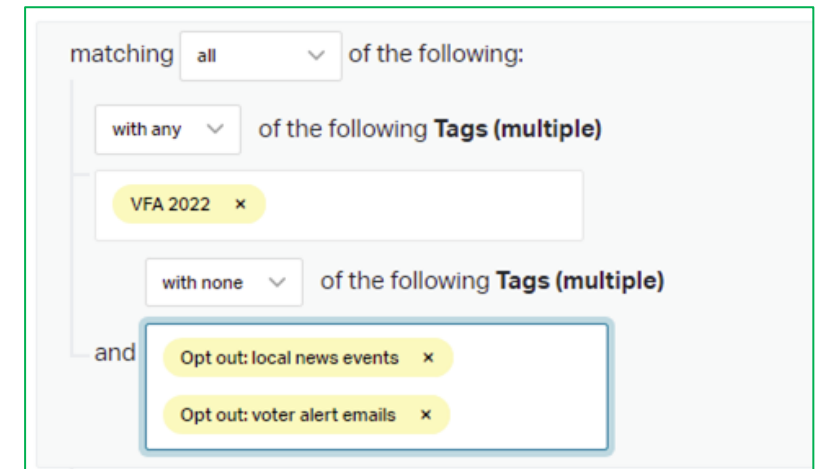 matching all of the following:
with any of the following Tags (multiple)
VFA 2022 ×
with none of the following Tags (multiple)
and
Opt out: local news events ×
Opt out: voter alert emails ×